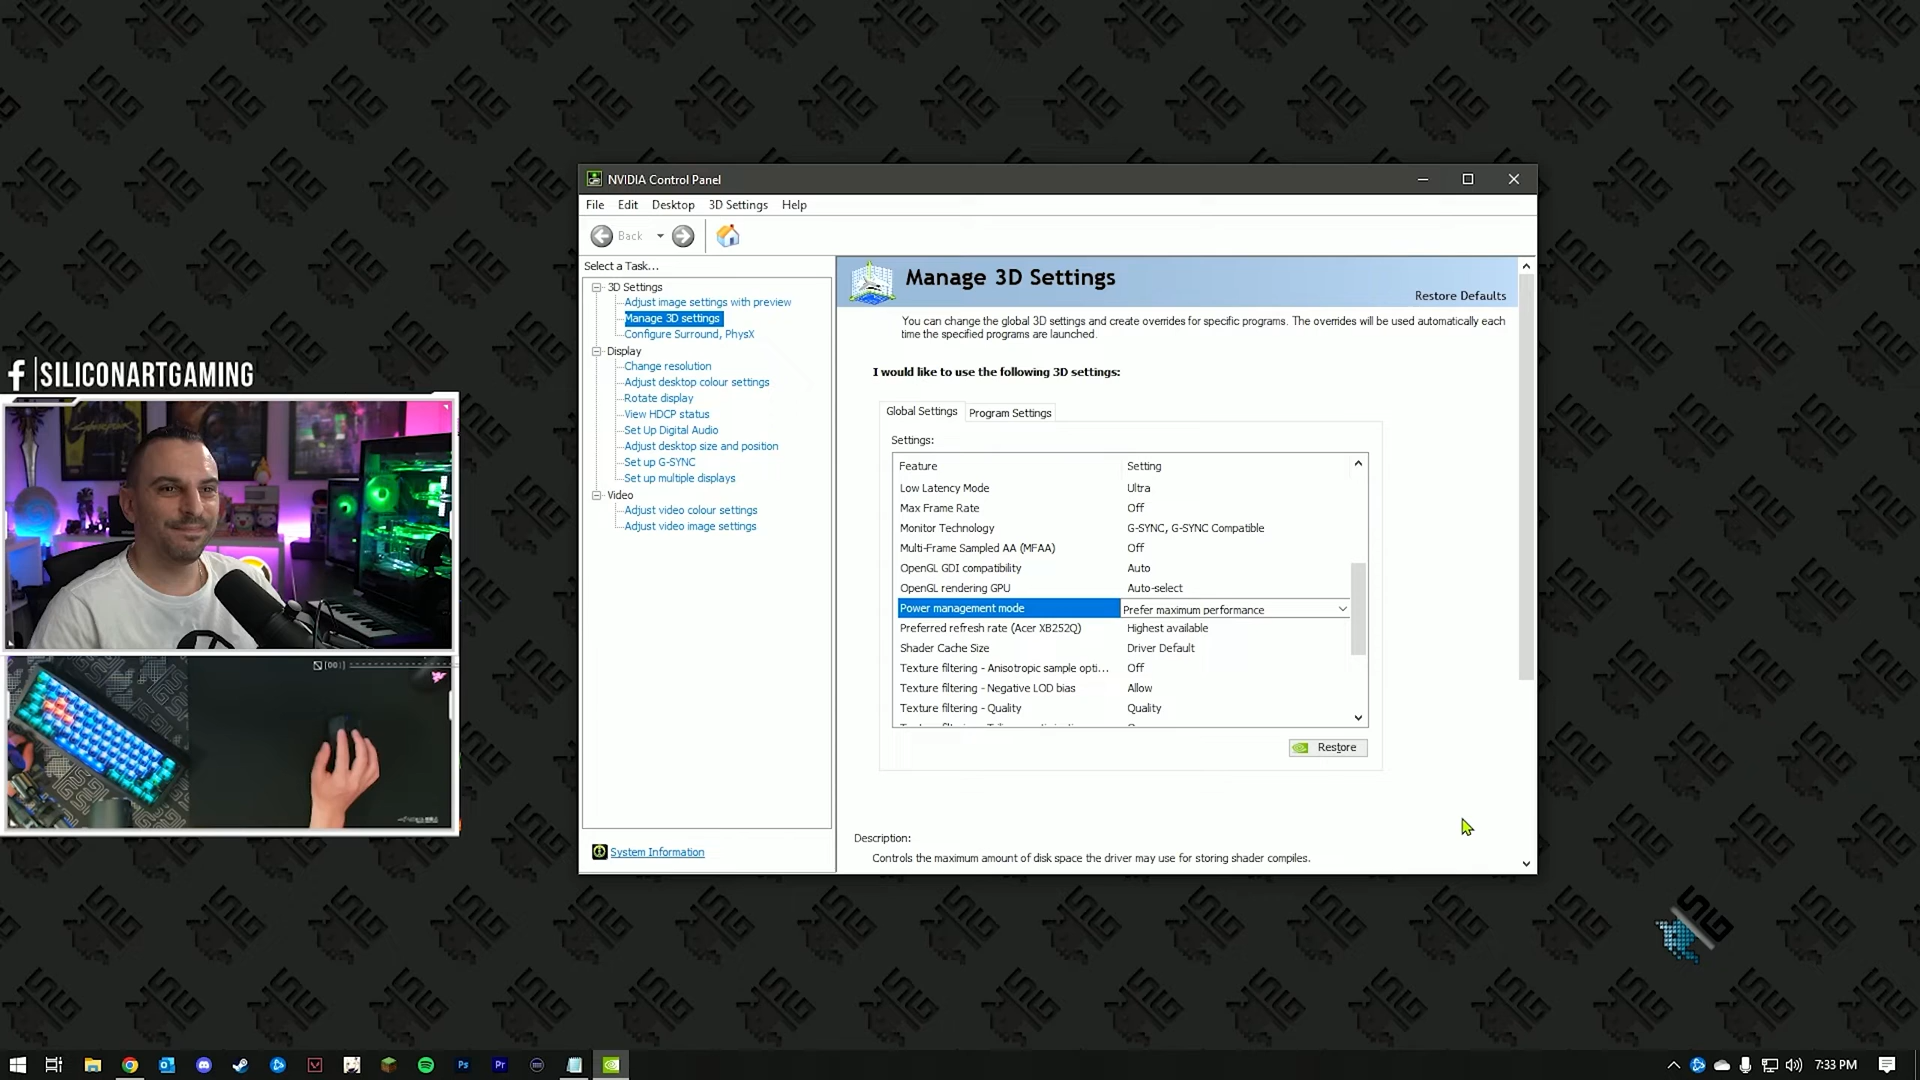 NVIDIA Control Panel
File Edit Desktop 3D Settings Help
Back
Select a Task...
3D Settings
Adjust image settings with preview
Manage 3D settings
Configure Surround, PhysX
Display
Change resolution
Adjust desktop colour settings
Rotate display
View HDCP status
Set Up Digital Audio
Adjust desktop size and position
Set up G-SYNC
Set up multiple displays
Video
Adjust video colour settings
Adjust video image settings
System Information
Manage 3D Settings
Restore Defaults
You can change the global 3D settings and create overrides for specific programs. The overrides will be used automatically each
time the specified programs are launched.
I would like to use the following 3D settings:
Global Settings Program Settings
Settings:
Feature Setting
Low Latency Mode Ultra
Max Frame Rate Off
Monitor Technology G-SYNC, G-SYNC Compatible
Multi-Frame Sampled AA (MFAA) Off
OpenGL GDI compatibility Auto
OpenGL rendering GPU Auto-select
Power management mode Prefer maximum performance
Preferred refresh rate (Acer XB252Q) Highest available
Shader Cache Size Driver Default
Texture filtering - Anisotropic sample opti... Off
Texture filtering - Negative LOD bias Allow
Texture filtering - Quality Quality
Restore
Description:
Controls the maximum amount of disk space the driver may use for storing shader compiles.
f|SILICONARTGAMING
7:33 PM